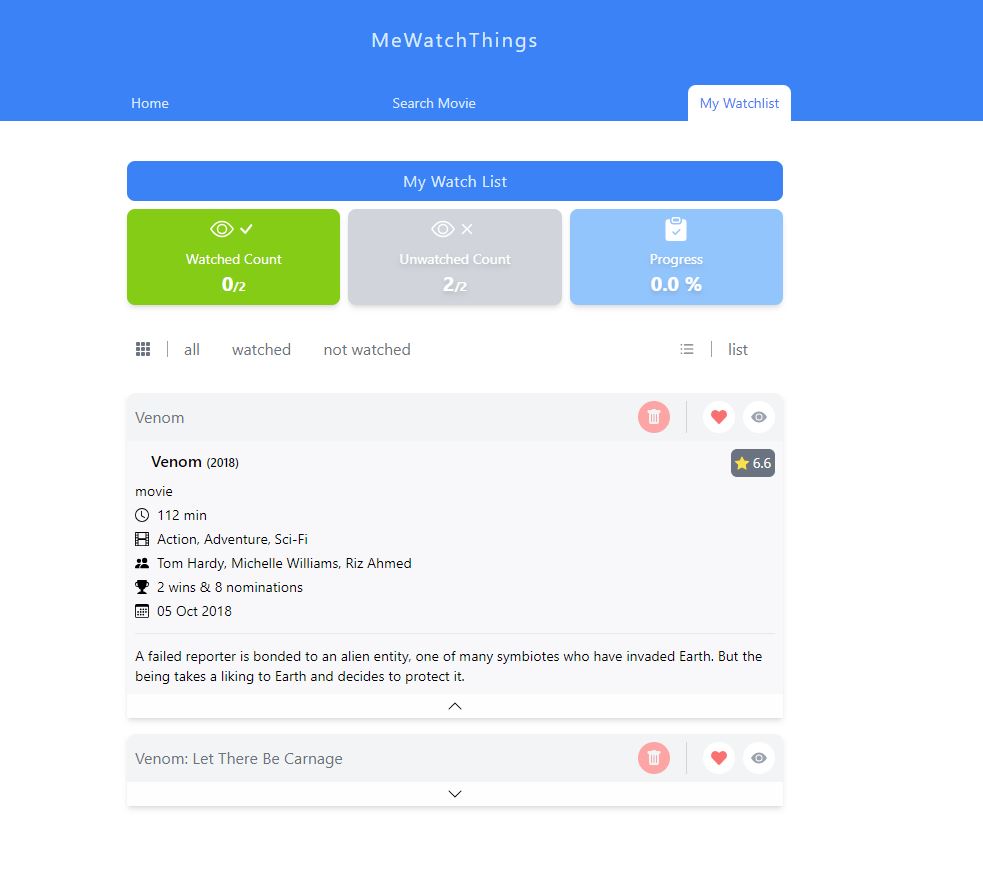 MeWatchThings
Home Search Movie My Watchlist
My Watch List
Watched Count Unwatched Count Progress
0/2 2/2 0.0 %
all watched not watched list
Venom
Venom (2018) 6.6
movie
112 min
Action, Adventure, Sci-Fi
Tom Hardy, Michelle Williams, Riz Ahmed
2 wins & 8 nominations
05 Oct 2018
A failed reporter is bonded to an alien entity, one of many symbiotes who have invaded Earth. But the
being takes a liking to Earth and decides to protect it.
Venom: Let There Be Carnage